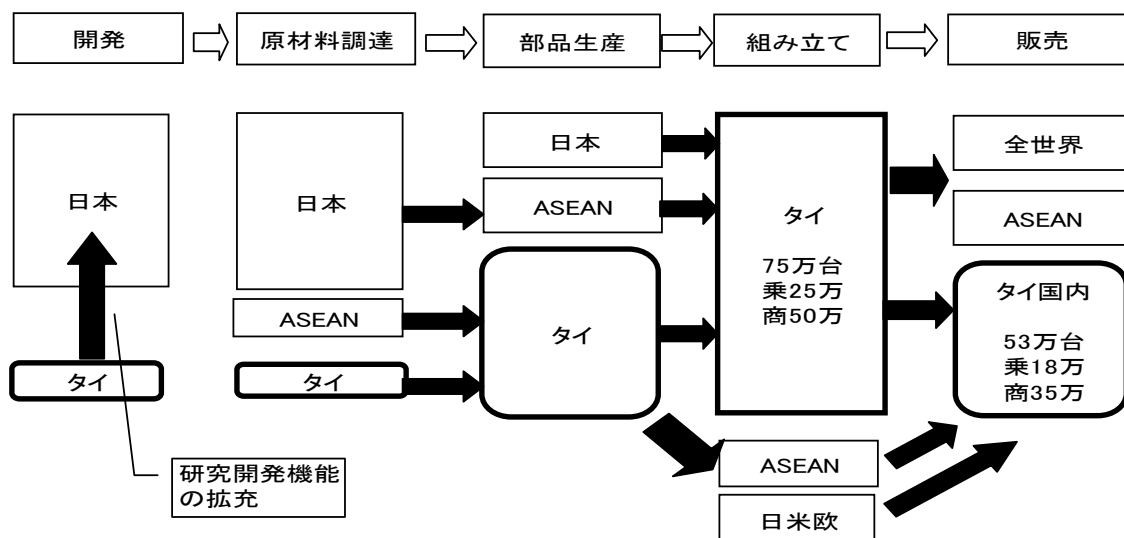 開発
原材料調達
部品生産
組み立て
販売
日本
タイ
研究開発機能
の拡充
日本
ASEAN
タイ
日本
ASEAN
タイ
タイ
75万台
乗25万
商50万
ASEAN
日米欧
全世界
ASEAN
タイ国内
53万台
乗18万
商35万